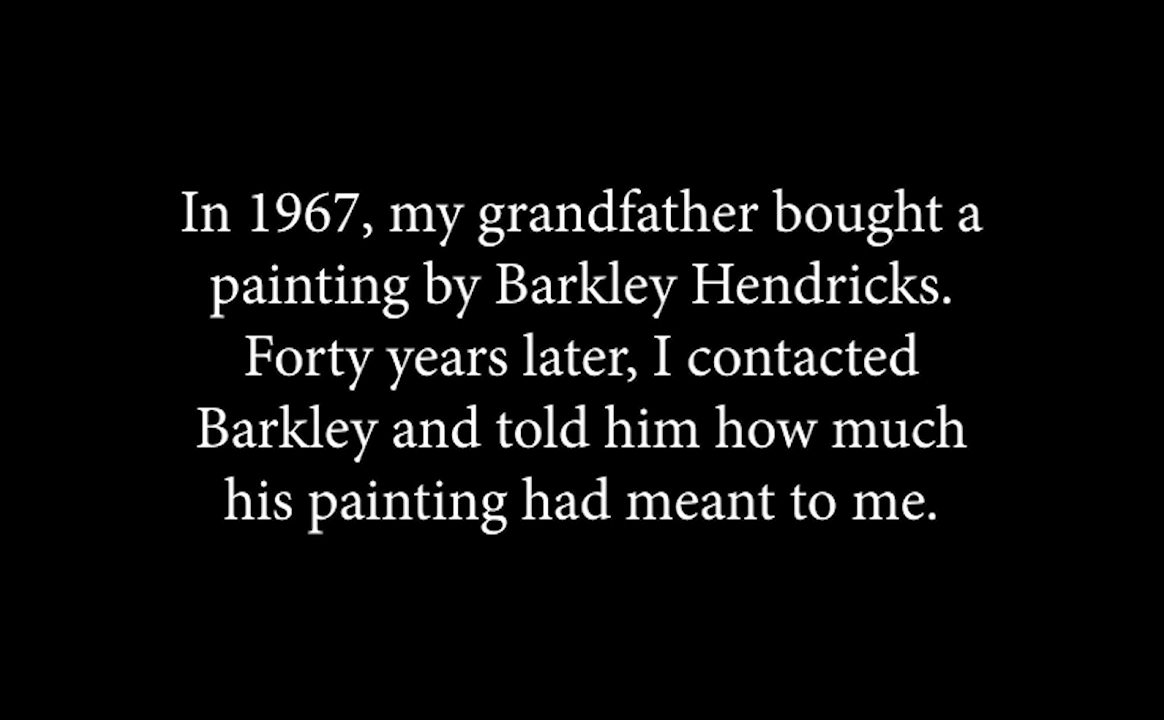 In 1967, my grandfather bought a
painting by Barkley Hendricks.
Forty years later, I contacted
Barkley and told him how much
his painting had meant to me.